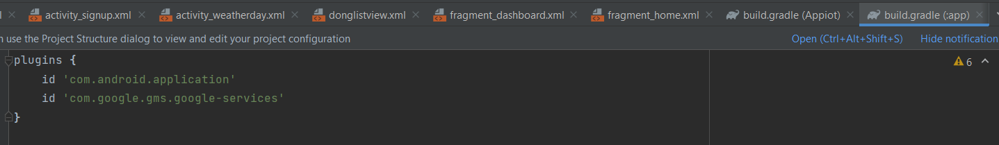 activity_signup.xml activity_weatherday.xml donglistview.xml fragment_dashboard.xml fragment_home.xml build.gradle (Appiot) build.gradle (:app)
use the Project Structure dialog to view and edit your project configuration Open (Ctrl+Alt+Shift+S) Hide notification
plugins { 6
id 'com.android.application'
id 'com.google.gms.google-services'
}